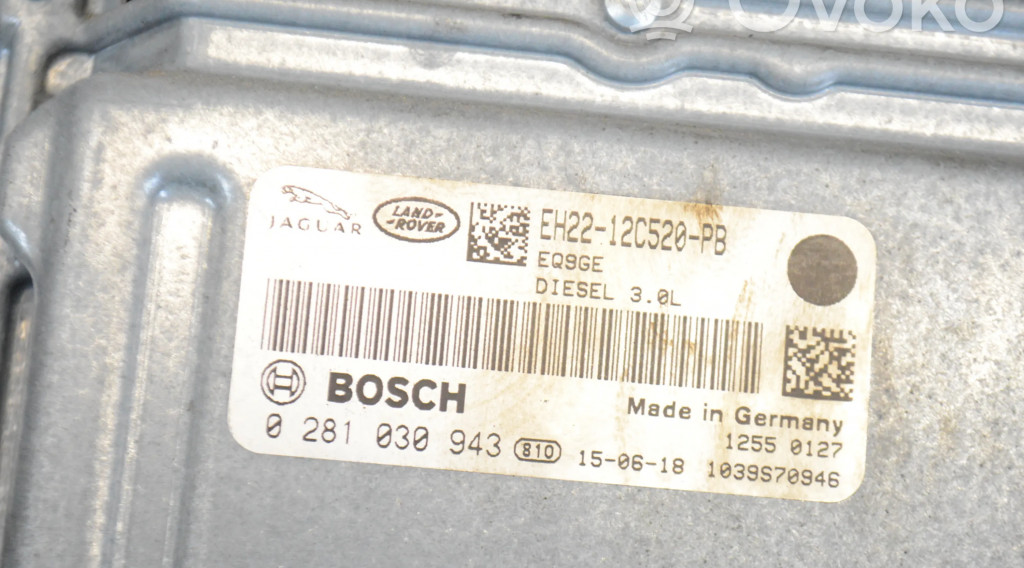 OVOKO
JAGUAR
LAND-
ROVER
EH22-12C520-PB
EQ9GE
DIESEL 3.0L
BOSCH
Made in Germany
1255 0127
0 281 030 943 810 15-06-18 1039S70946